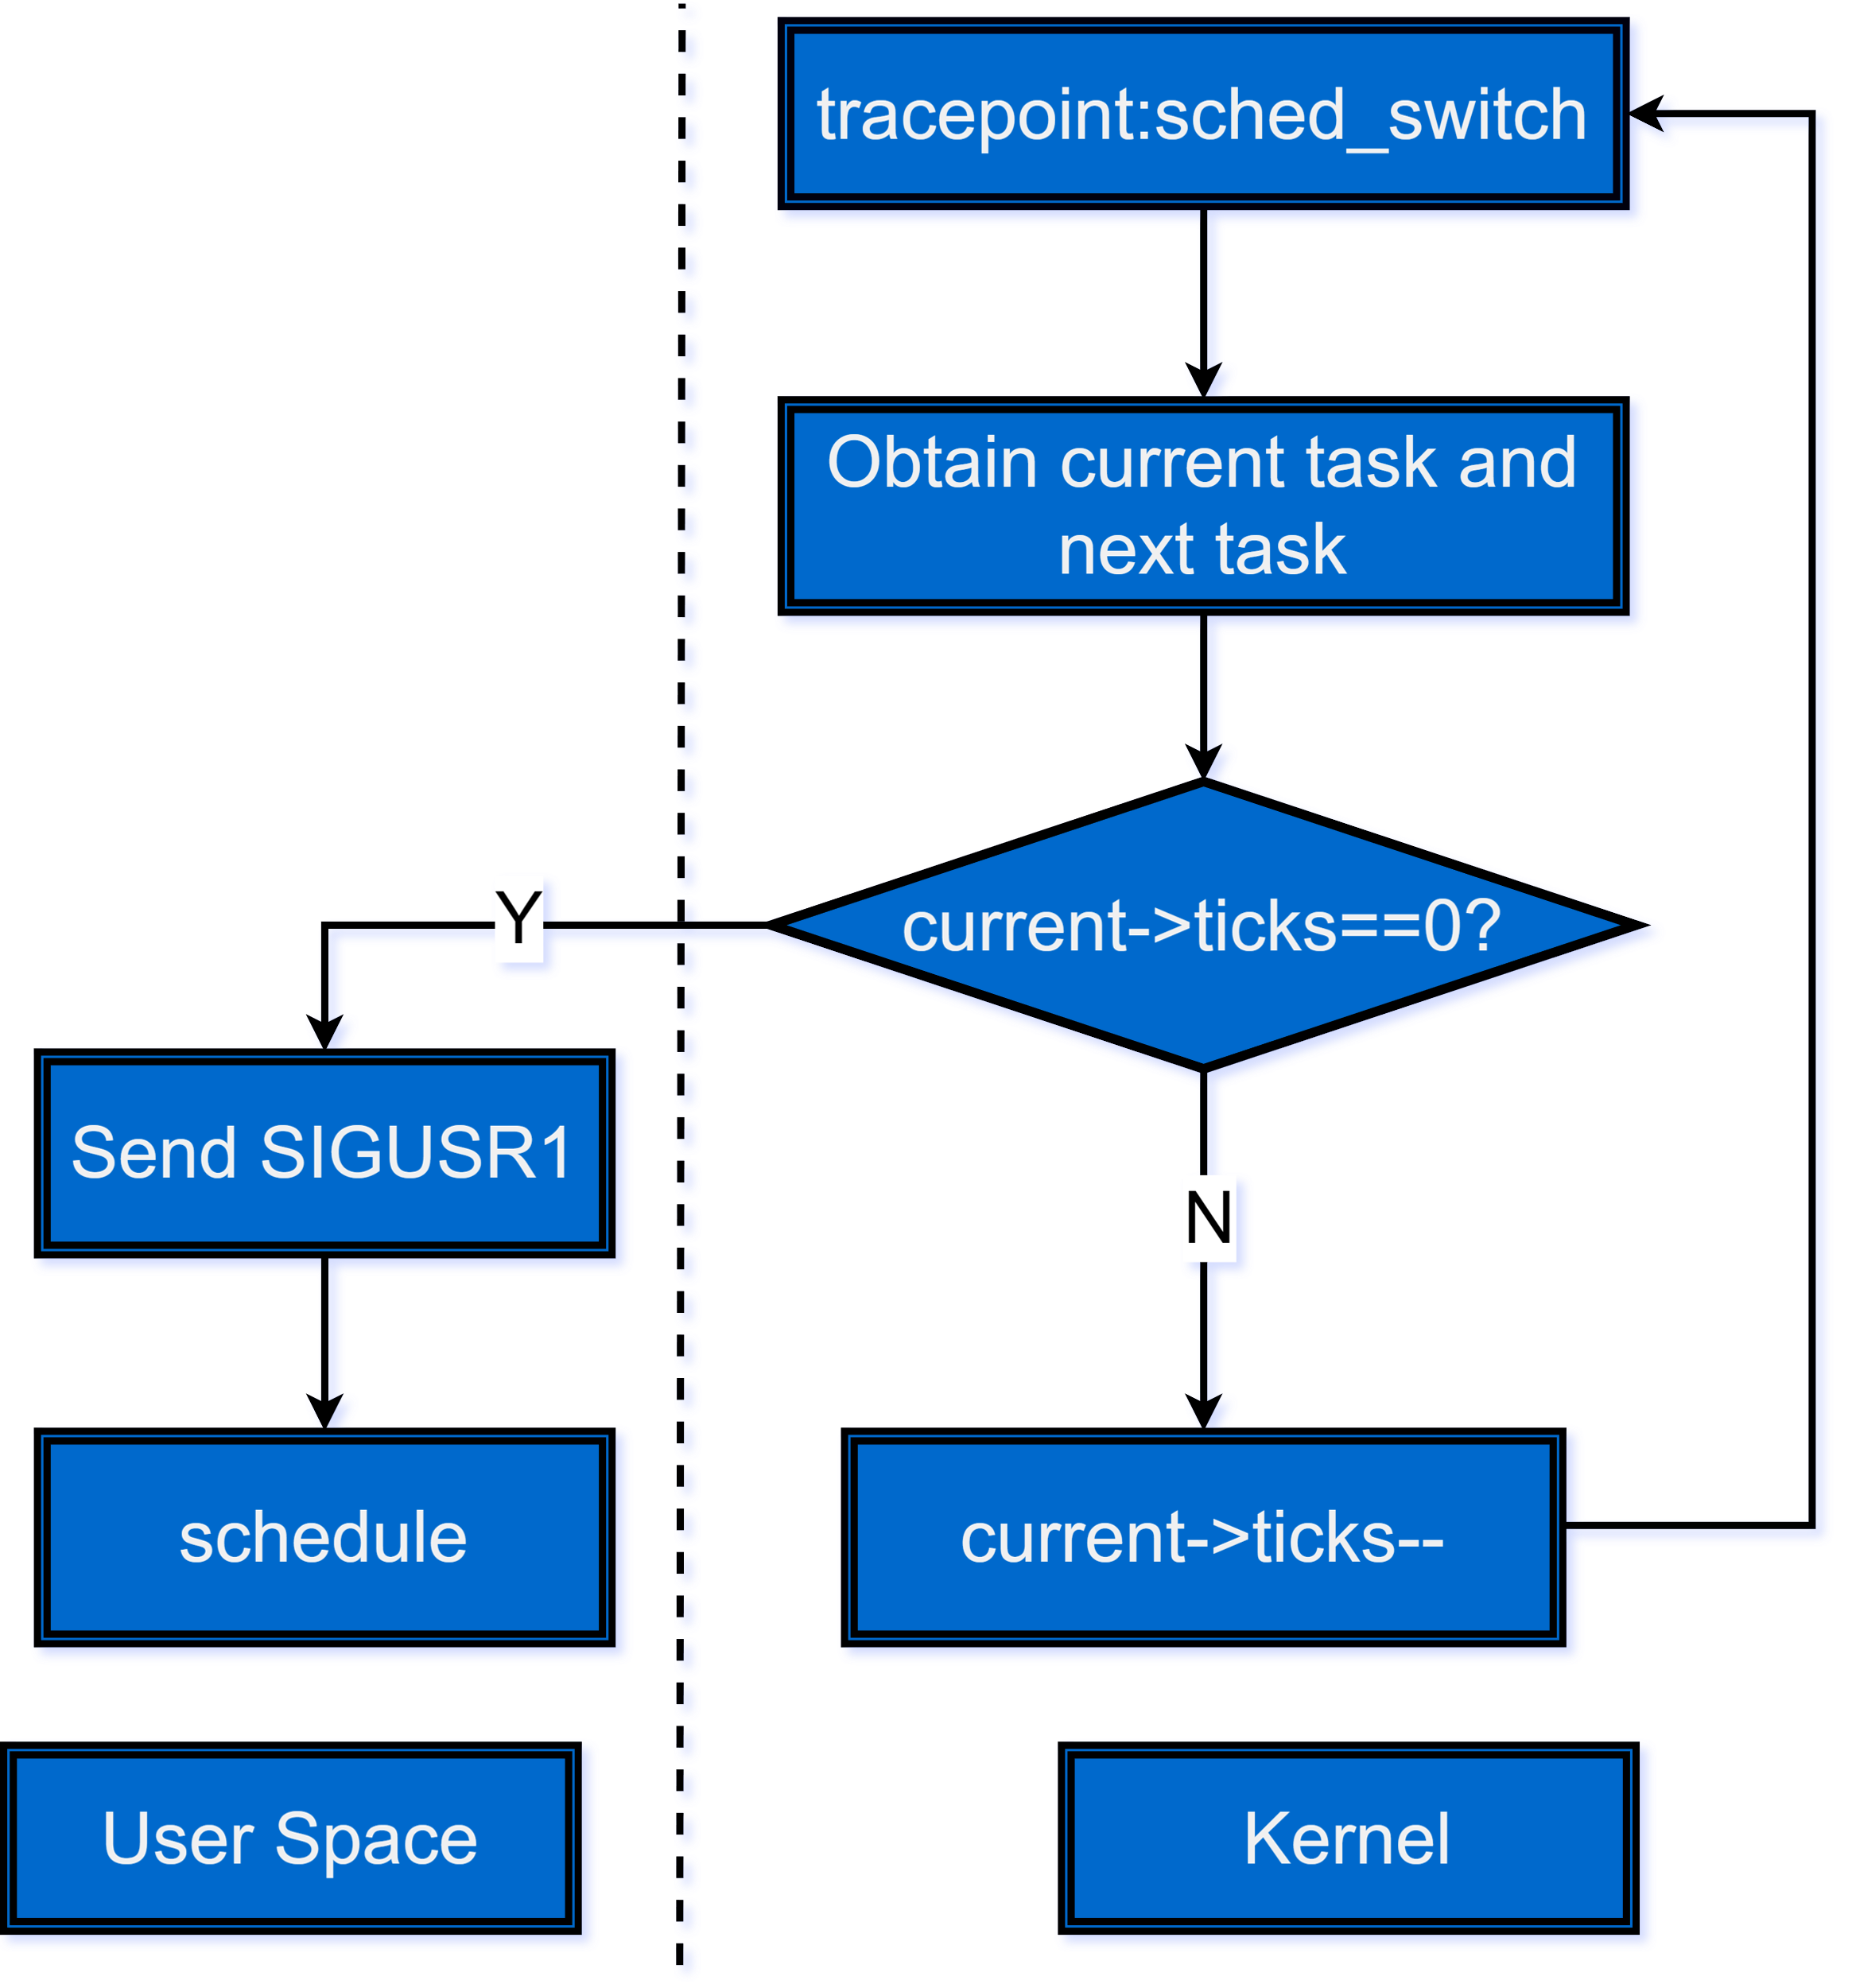 tracepoint:sched_switch
Obtain current task and
next task
current->ticks==0?
Y
Send SIGUSR1
N
schedule
current->ticks--
User Space
Kernel